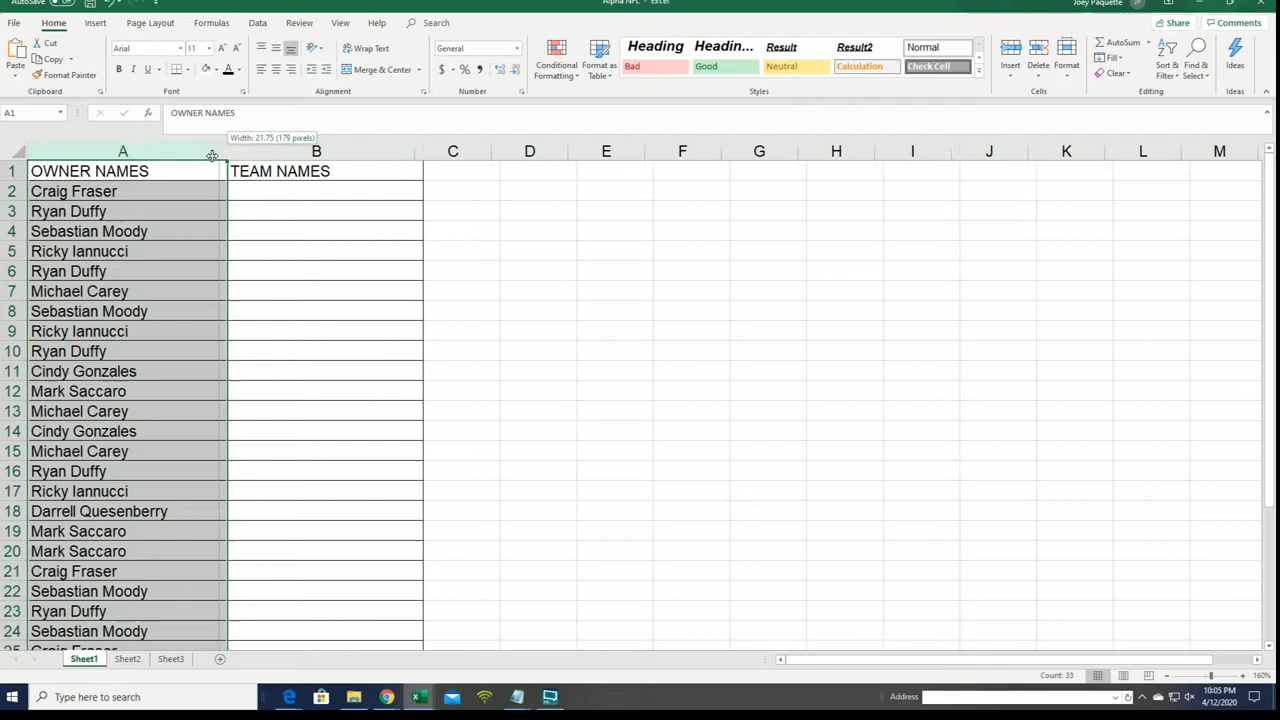 AutoSave
Alpha NFL - Excel
Joey Paquette
JP
File Home Insert Page Layout Formulas Data Review View Help Search
Share Comments
Paste
Cut
Copy
Format Painter
Clipboard
Arial 11
B I U
Font
Wrap Text
Merge & Center
Alignment
General
$ % ,
Number
Conditional Formatting
Format as Table
Heading Headin... Result Result2 Normal
Bad Good Neutral Calculation Check Cell
Styles
Insert Delete Format
Cells
AutoSum
Fill
Clear
Sort & Filter
Find & Select
Editing
Ideas
Ideas
A1 fx OWNER NAMES
Width: 21.75 (179 pixels)
A B C D E F G H I J K L M
1 OWNER NAMES TEAM NAMES
2 Craig Fraser
3 Ryan Duffy
4 Sebastian Moody
5 Ricky Iannucci
6 Ryan Duffy
7 Michael Carey
8 Sebastian Moody
9 Ricky Iannucci
10 Ryan Duffy
11 Cindy Gonzales
12 Mark Saccaro
13 Michael Carey
14 Cindy Gonzales
15 Michael Carey
16 Ryan Duffy
17 Ricky Iannucci
18 Darrell Quesenberry
19 Mark Saccaro
20 Mark Saccaro
21 Craig Fraser
22 Sebastian Moody
23 Ryan Duffy
24 Sebastian Moody
25 Craig Fraser
Sheet1 Sheet2 Sheet3
Count: 33 160%
Type here to search
Address
10:05 PM
4/12/2020